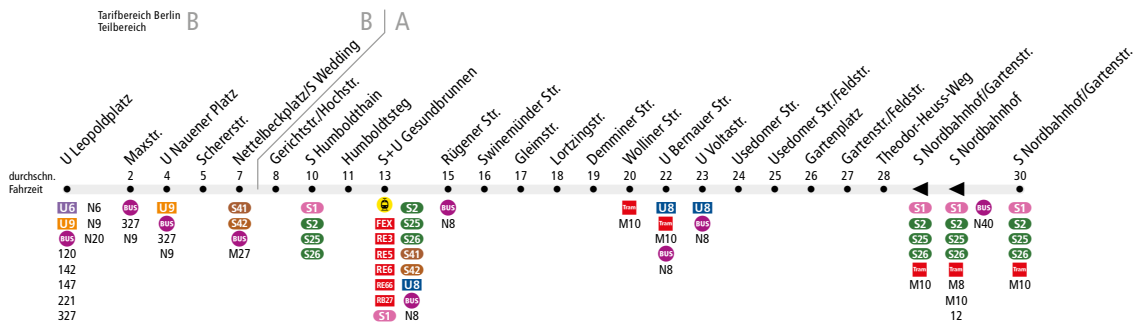 Tarifbereich Berlin
Teilbereich
B
B
A
U Leopoldplatz
Maxstr.
U Nauener Platz
Schererstr.
Nettelbeckplatz/S Wedding
Gerichtstr./Hochstr.
S Humboldthain
Humboldtsteg
S+U Gesundbrunnen
Rügener Str.
Swinemünder Str.
Gleimstr.
Lortzingstr.
Demminer Str.
Wolliner Str.
U Bernauer Str.
U Voltastr.
Usedomer Str.
Usedomer Str./Feldstr.
Gartenplatz
Gartenstr./Feldstr.
Theodor-Heuss-Weg
S Nordbahnhof/Gartenstr.
S Nordbahnhof
S Nordbahnhof/Gartenstr.
durchschn.
Fahrzeit
2 4 5 7 8 10 11 13 15 16 17 18 19 20 22 23 24 25 26 27 28 30
U6 N6
U9 N9
BUS N20
120
142
147
221
327
BUS
327
N9
U9
BUS
327
N9
S41
S42
BUS
M27
S1
S2
S25
S26
S2
FEX S25
RE3 S26
RE5 S41
RE6 S42
RE66 U8
RB27 BUS
S1 N8
BUS
N8
Tram
M10
U8
Tram
M10
BUS
N8
U8
BUS
N8
S1
S2
S25
S26
Tram
M10
S1 BUS
S2 N40
S25
S26
Tram
M8
M10
12
S1
S2
S25
S26
Tram
M10